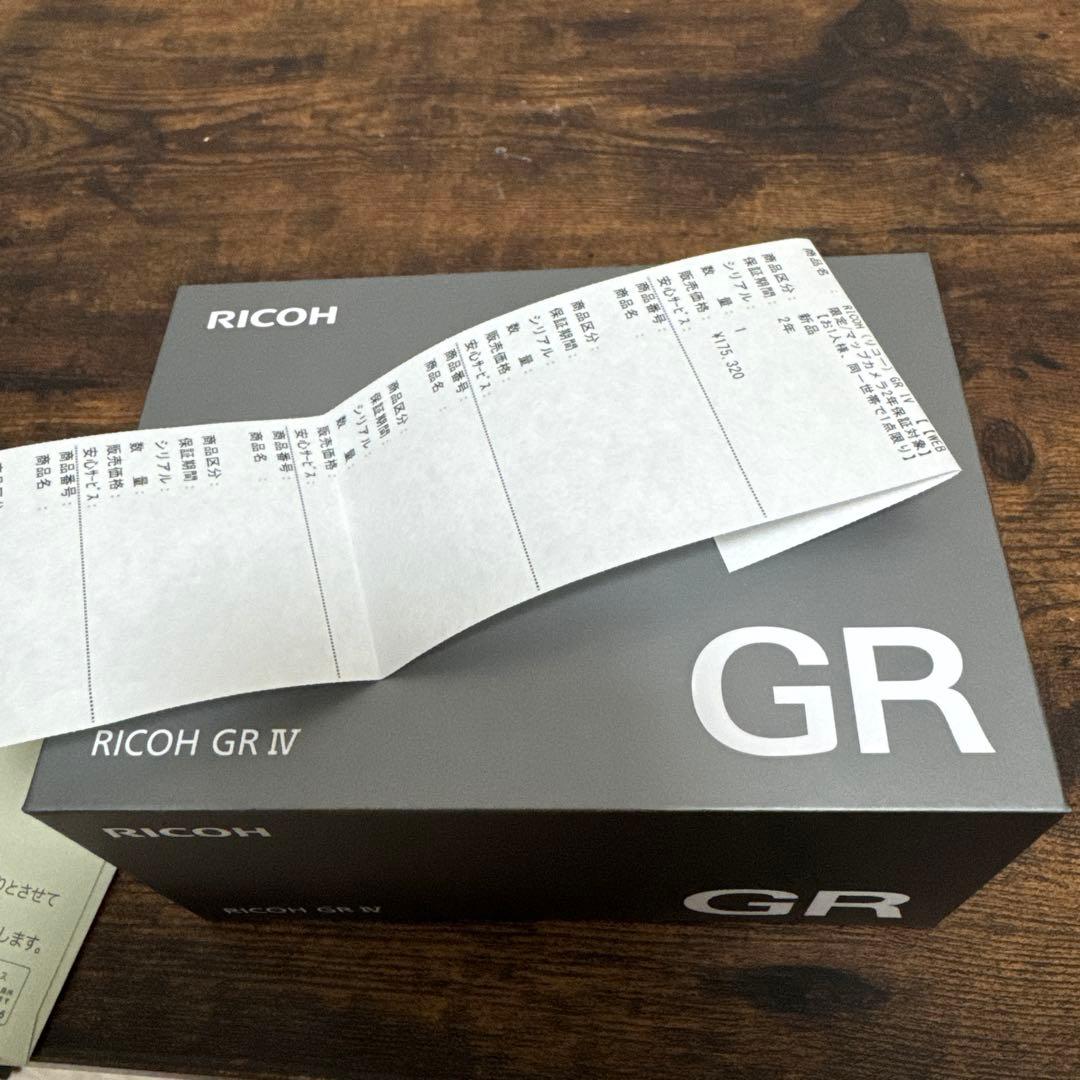 商品名 :
RICOH (リコー) GR IV 【【WEB
限定/マップカメラ2年保証対象】
【お1人様、同一世帯で1点限り】
商品区分: 新品
保証期間: 2年
シリアル:
数 量: 1
販売価格: ¥175,320
安心サービス:
商品番号:
商品名 :
商品区分:
保証期間:
シリアル:
数 量:
販売価格:
安心サービス:
商品番号:
商品名 :
商品区分:
保証期間:
シリアル:
数 量:
販売価格:
安心サービス:
商品番号:
商品名 :
商品区分:
保証期間:
シリアル:
数 量:
販売価格:
安心サービス:
商品番号:
商品名 :
RICOH
GR
RICOH GR IV
RICOH
RICOH GR IV
GR
とさせて
します。